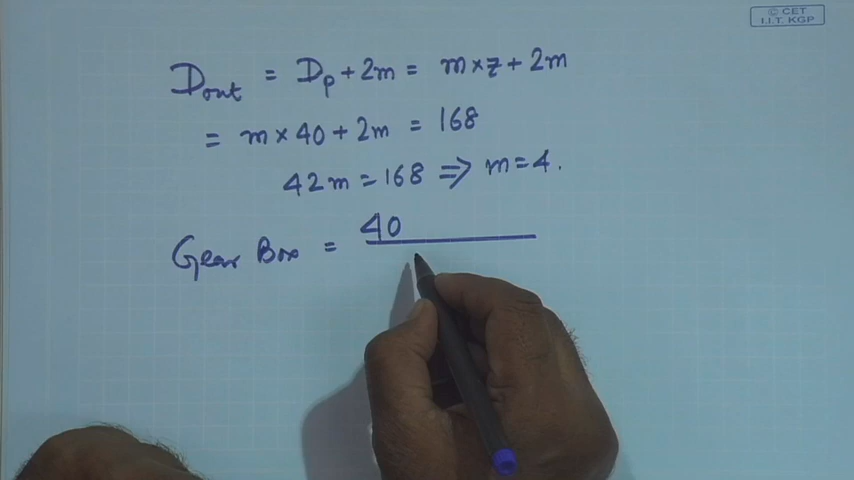 © CET
I.I.T. KGP
Dout = Dp + 2m = m × z + 2m
= m × 40 + 2m = 168
42m = 168 ⇒ m = 4.
Gear Box = 40